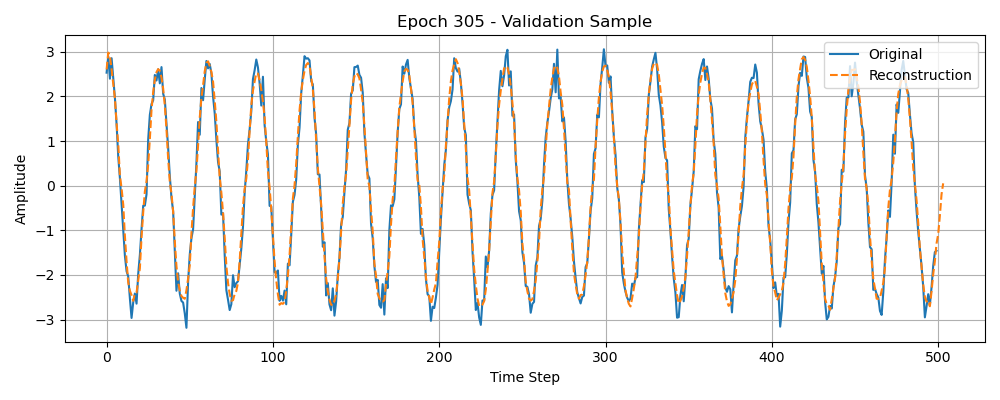 Epoch 305 - Validation Sample
Original
Reconstruction
3
2
1
0
−1
−2
−3
Amplitude
0 100 200 300 400 500
Time Step